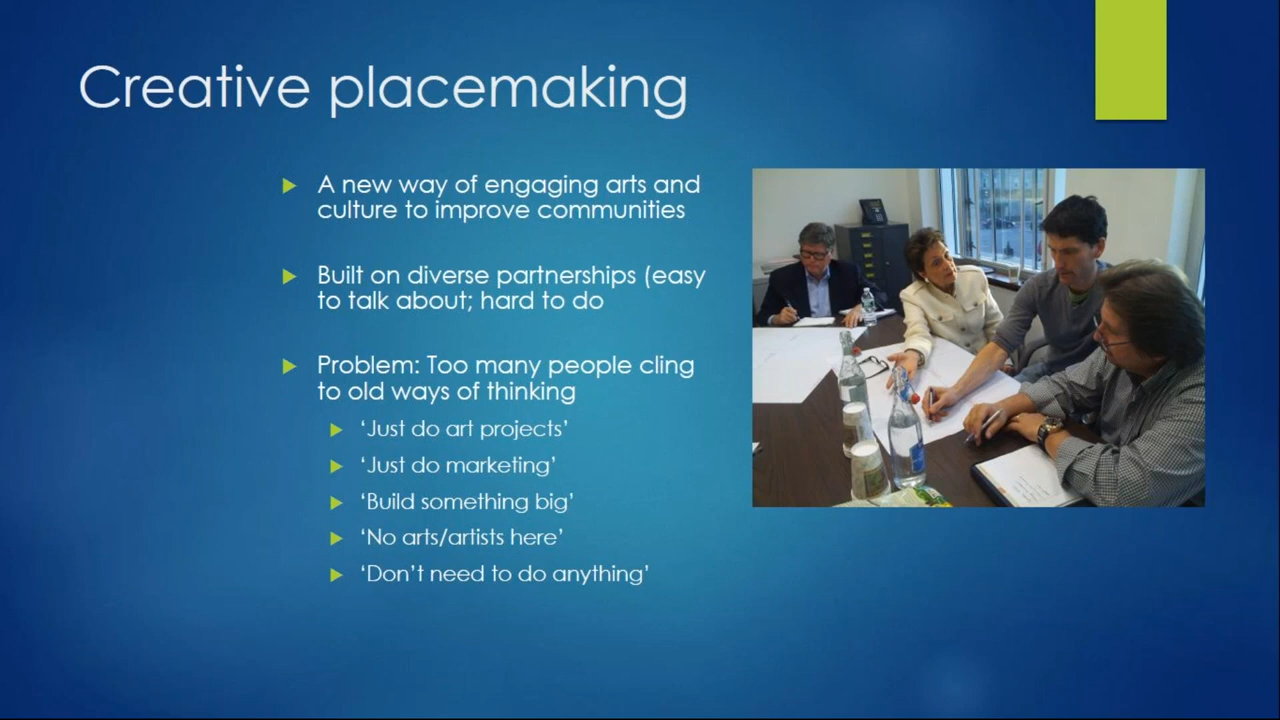 Creative placemaking
A new way of engaging arts and
culture to improve communities
Built on diverse partnerships (easy
to talk about; hard to do
Problem: Too many people cling
to old ways of thinking
‘Just do art projects’
‘Just do marketing’
‘Build something big’
‘No arts/artists here’
‘Don’t need to do anything’